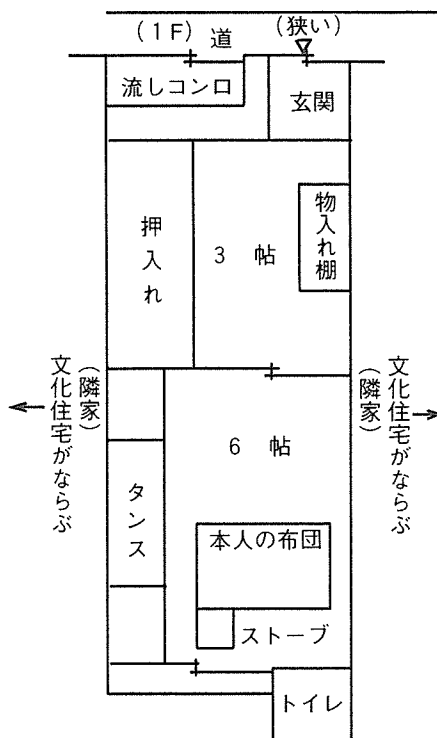 (1F) 道 (狭い)
流しコンロ
玄関
押入れ
3 帖
物入れ棚
文化住宅がならぶ
(隣家)
(隣家)
文化住宅がならぶ
6 帖
タンス
本人の布団
ストーブ
トイレ